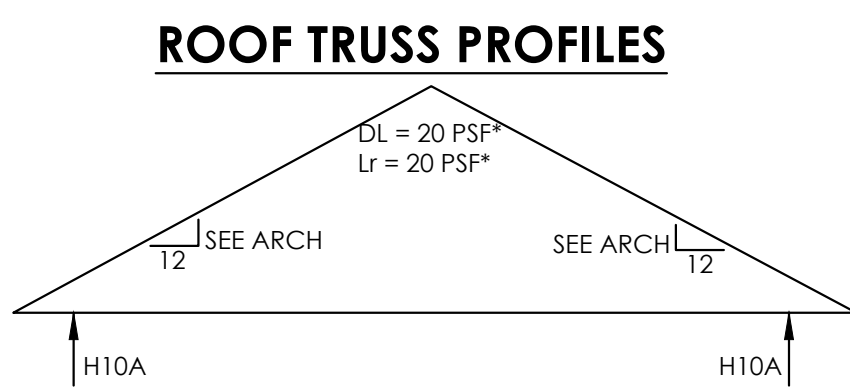 ROOF TRUSS PROFILES
DL = 20 PSF*
Lr = 20 PSF*
SEE ARCH
12
SEE ARCH
12
H10A
H10A